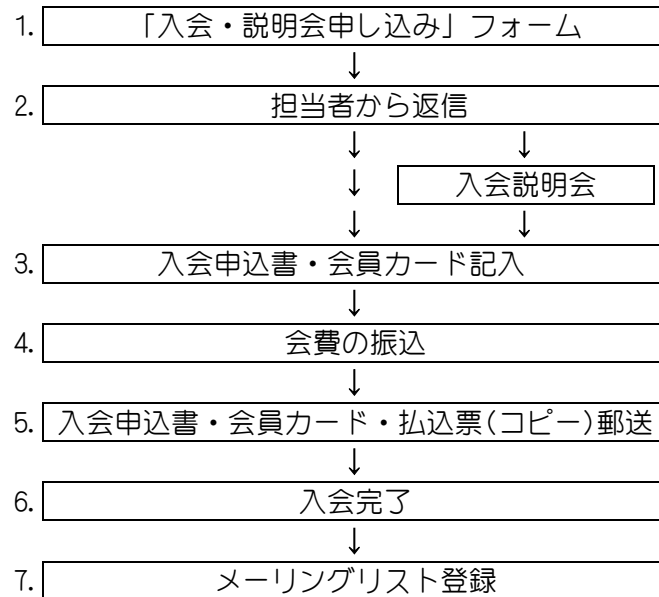 1. 「入会・説明会申し込み」フォーム
↓
2. 担当者から返信
↓ ↓
↓ 入会説明会
↓ ↓
3. 入会申込書・会員カード記入
↓
4. 会費の振込
↓
5. 入会申込書・会員カード・払込票(コピー)郵送
↓
6. 入会完了
↓
7. メーリングリスト登録